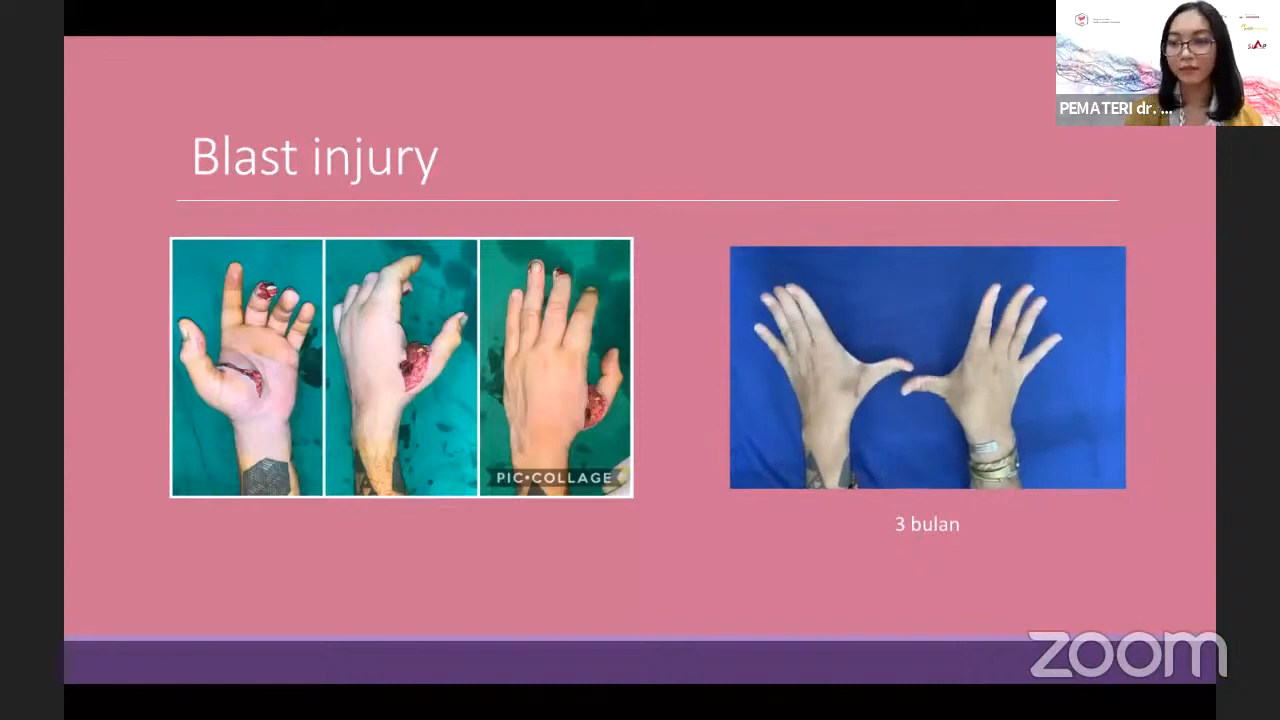 PEMATERI dr. ...
Blast injury
PIC•COLLAGE
3 bulan
zoom